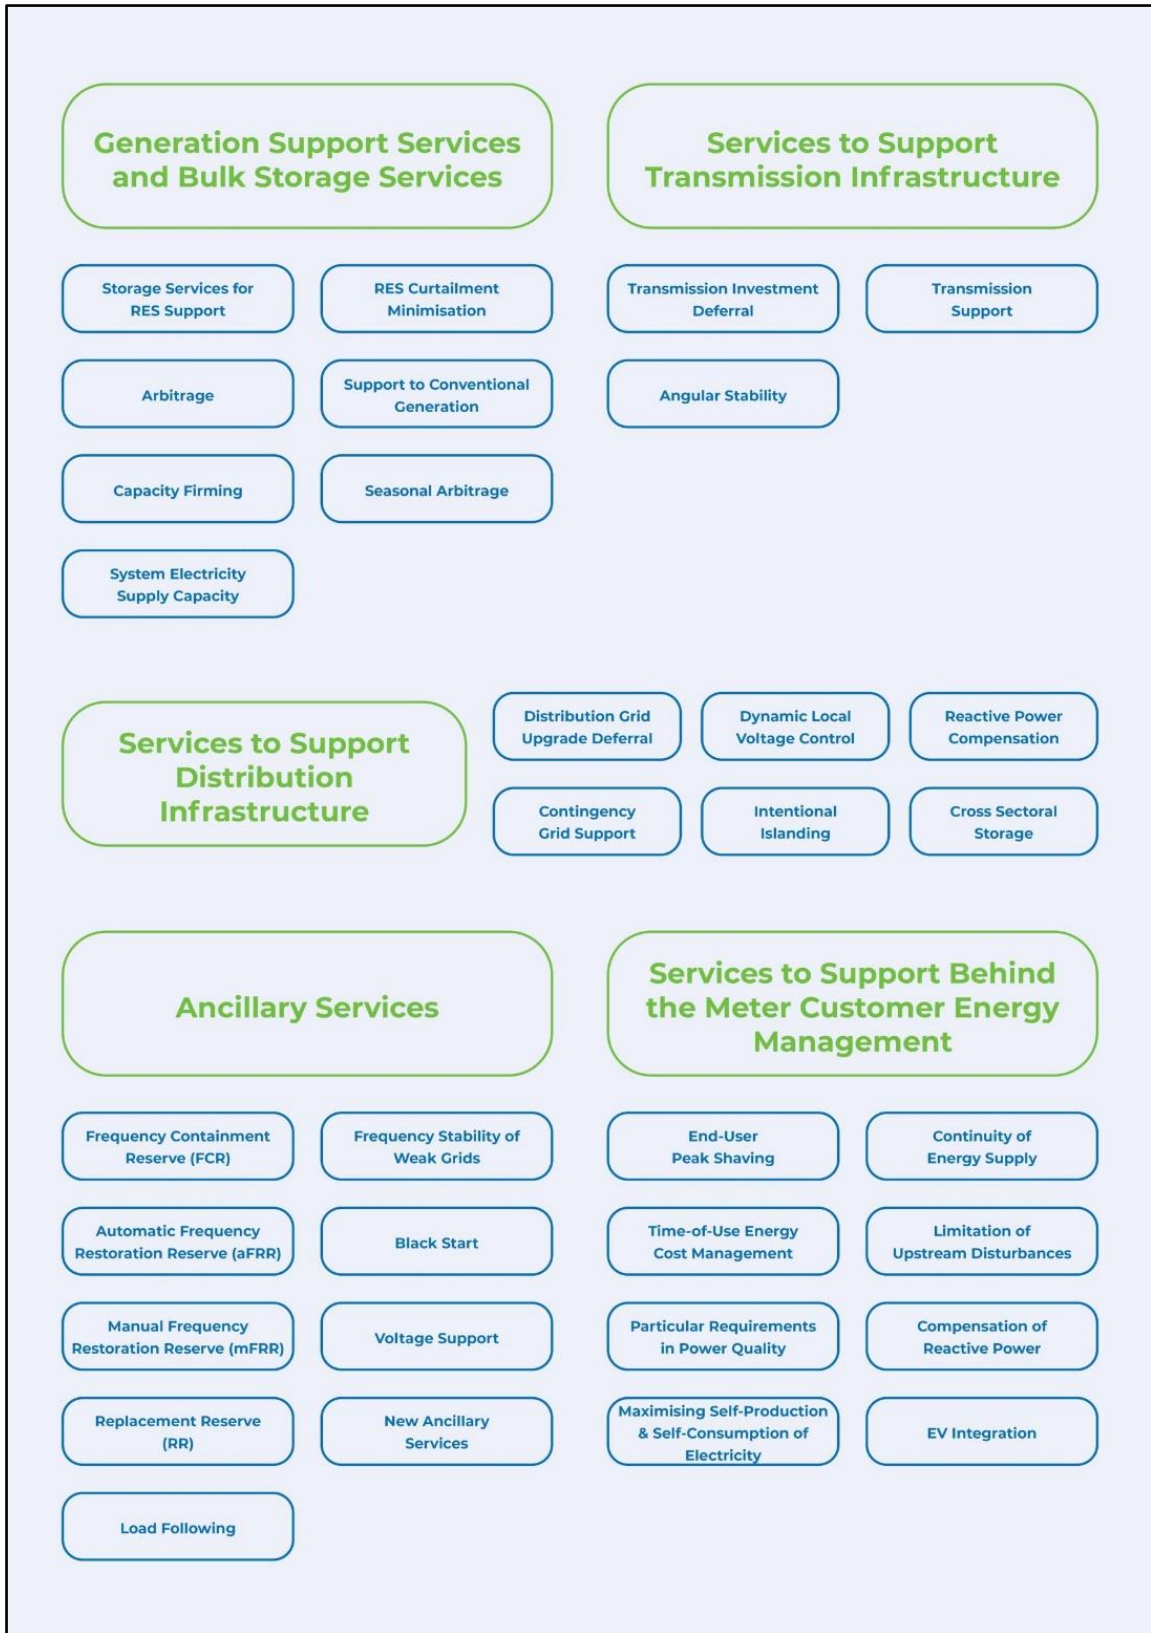 Generation Support Services
and Bulk Storage Services
Storage Services for
RES Support
RES Curtailment
Minimisation
Arbitrage
Support to Conventional
Generation
Capacity Firming
Seasonal Arbitrage
System Electricity
Supply Capacity
Services to Support
Transmission Infrastructure
Transmission Investment
Deferral
Transmission
Support
Angular Stability
Services to Support
Distribution
Infrastructure
Distribution Grid
Upgrade Deferral
Dynamic Local
Voltage Control
Reactive Power
Compensation
Contingency
Grid Support
Intentional
Islanding
Cross Sectoral
Storage
Ancillary Services
Frequency Containment
Reserve (FCR)
Frequency Stability of
Weak Grids
Automatic Frequency
Restoration Reserve (aFRR)
Black Start
Manual Frequency
Restoration Reserve (mFRR)
Voltage Support
Replacement Reserve
(RR)
New Ancillary
Services
Load Following
Services to Support Behind
the Meter Customer Energy
Management
End-User
Peak Shaving
Continuity of
Energy Supply
Time-of-Use Energy
Cost Management
Limitation of
Upstream Disturbances
Particular Requirements
in Power Quality
Compensation of
Reactive Power
Maximising Self-Production
& Self-Consumption of
Electricity
EV Integration